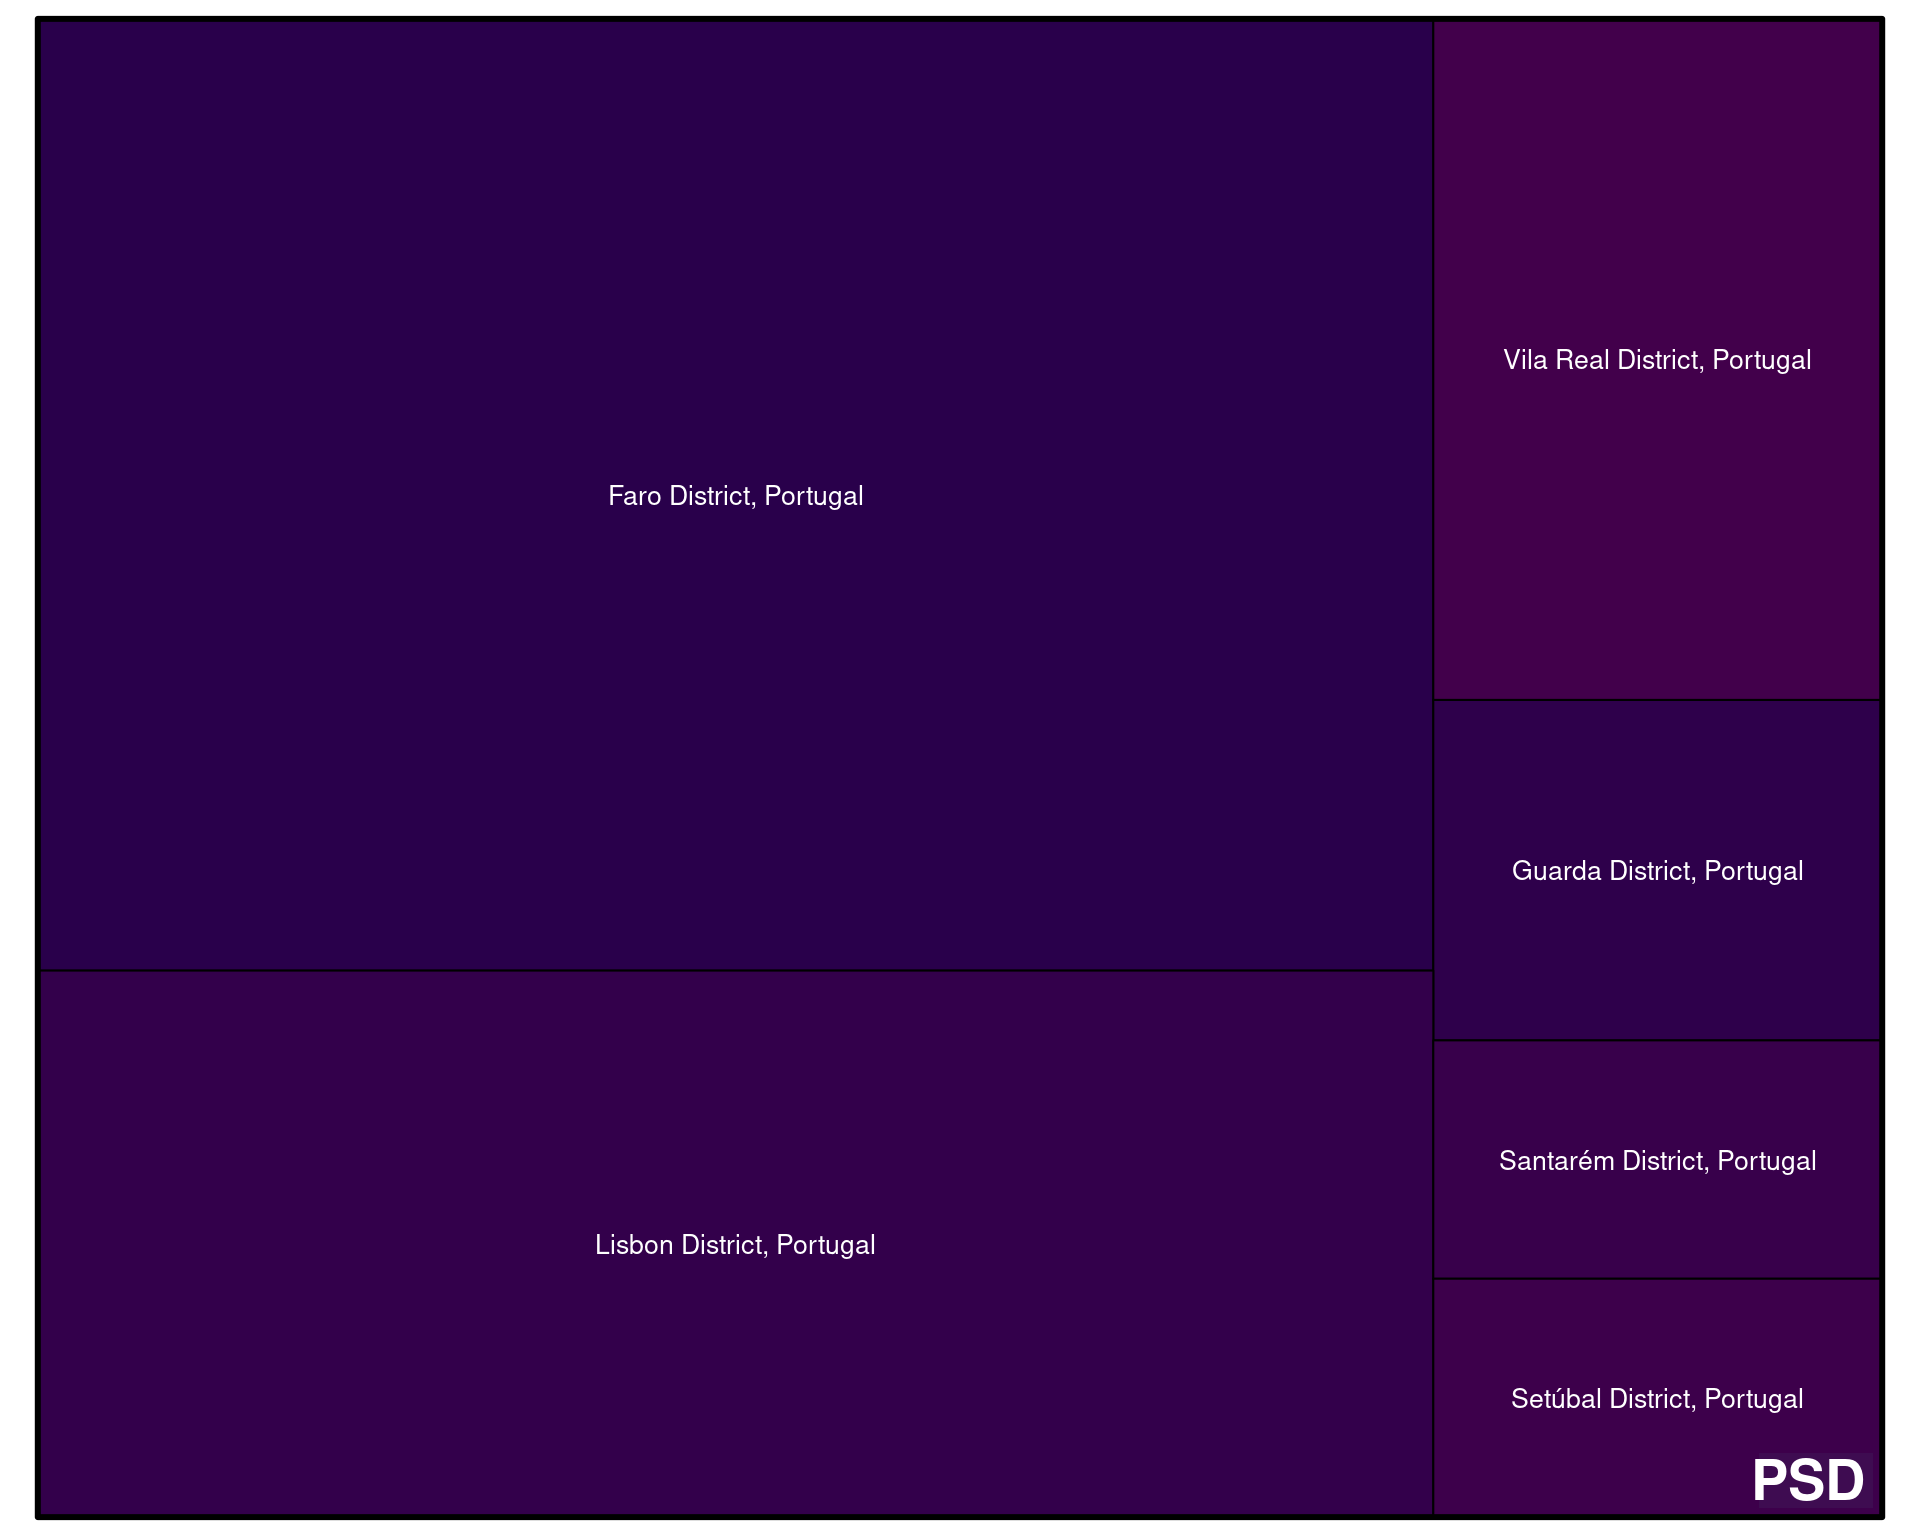 Faro District, Portugal
Lisbon District, Portugal
Vila Real District, Portugal
Guarda District, Portugal
Santarém District, Portugal
Setúbal District, Portugal
PSD